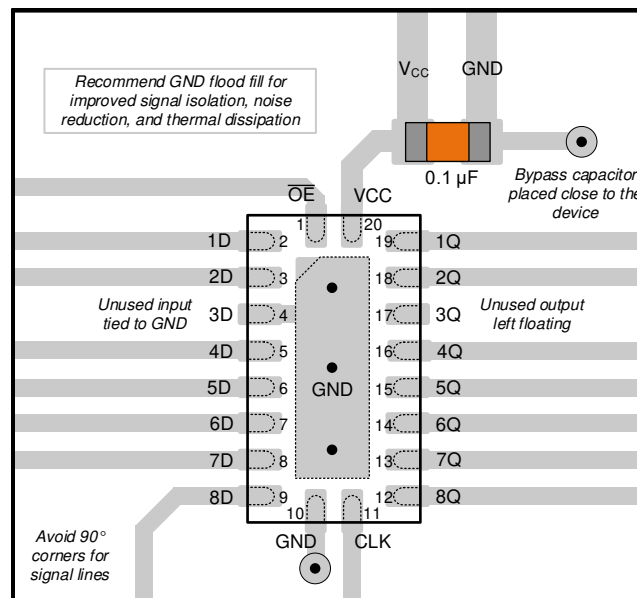 Recommend GND flood fill for
improved signal isolation, noise
reduction, and thermal dissipation
VCC GND
0.1 µF
Bypass capacitor
placed close to the
device
OE VCC
1 20
1D 2 19 1Q
2D 3 18 2Q
Unused input
tied to GND
3D 4 17 3Q
Unused output
left floating
4D 5 16 4Q
5D 6 GND 15 5Q
6D 7 14 6Q
7D 8 13 7Q
8D 9 12 8Q
10 11
GND CLK
Avoid 90°
corners for
signal lines